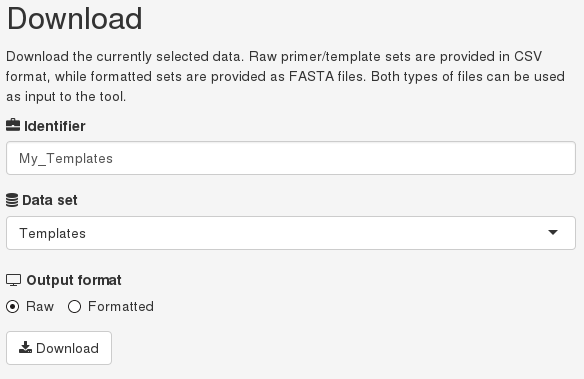 Download
Download the currently selected data. Raw primer/template sets are provided in CSV
format, while formatted sets are provided as FASTA files. Both types of files can be used
as input to the tool.
Identifier
My_Templates
Data set
Templates
Output format
Raw Formatted
Download